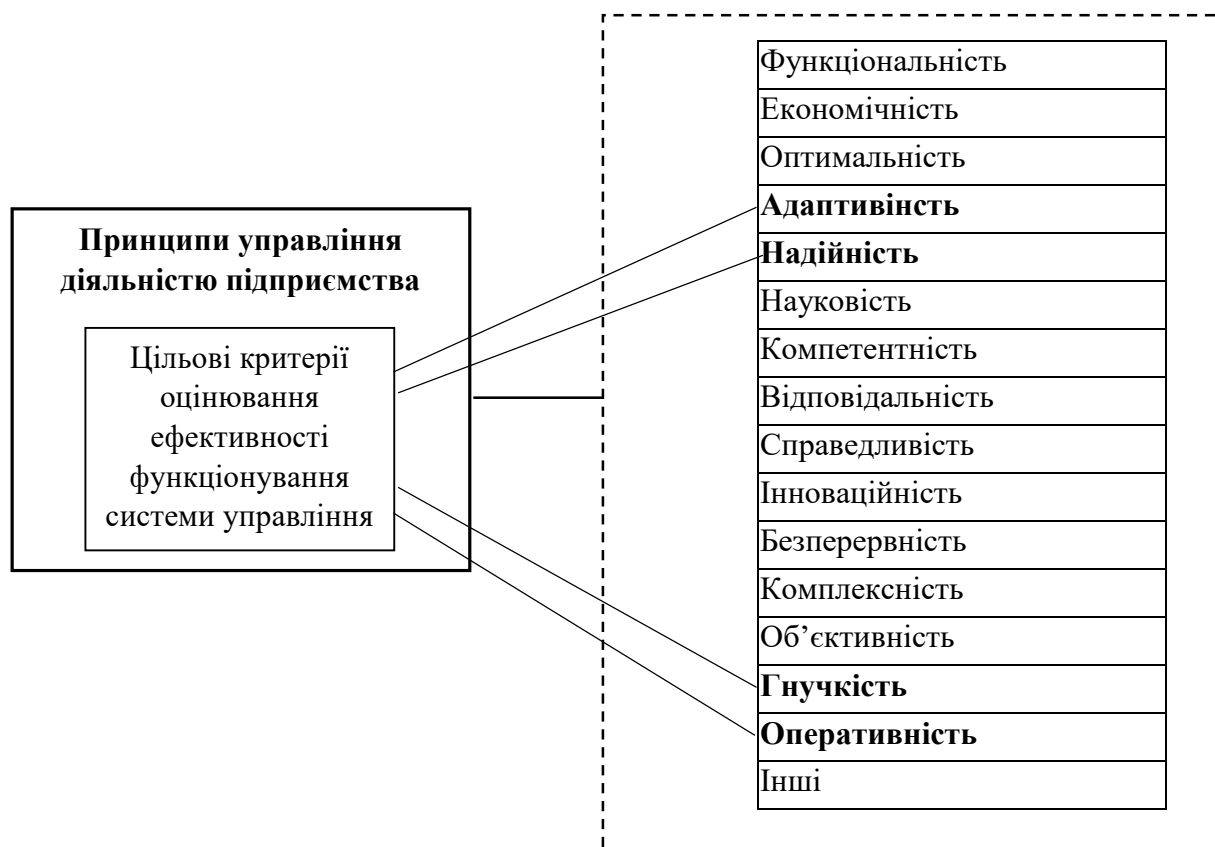 Принципи управління
діяльністю підприємства
Цільові критерії
оцінювання
ефективності
функціонування
системи управління
Функціональність
Економічність
Оптимальність
Адаптивінсть
Надійність
Науковість
Компетентність
Відповідальність
Справедливість
Інноваційність
Безперервність
Комплексність
Об’єктивність
Гнучкість
Оперативність
Інші